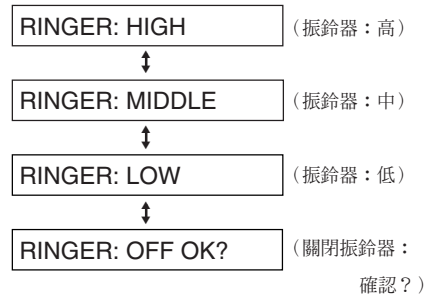 RINGER: HIGH
（振鈴器：高）
RINGER: MIDDLE
（振鈴器：中）
RINGER: LOW
（振鈴器：低）
RINGER: OFF OK?
（關閉振鈴器：
確認？）